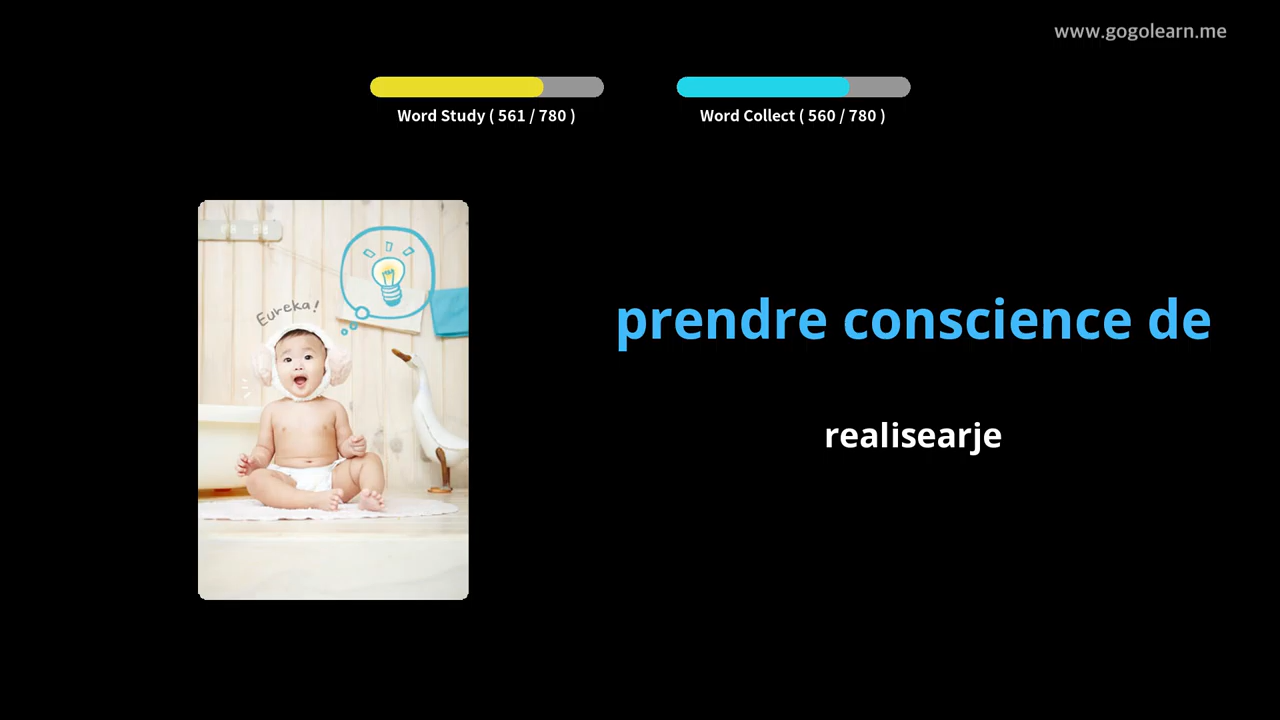 www.gogolearn.me
Word Study ( 561 / 780 )
Word Collect ( 560 / 780 )
Eureka!
prendre conscience de
realisearje